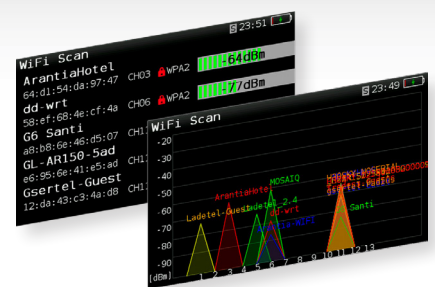 S 23:51
WiFi Scan
ArantiaHotel
64:d1:54:da:97:47 CH03 WPA2 -64dBm
dd-wrt
58:ef:68:4e:cf:4a CH06 WPA2 -77dBm
G6 Santi
a8:b8:6e:46:d5:07
GL-AR150-5ad
e6:95:6e:41:e5:ad
Gsertel-Guest
12:da:43:c3:4a:d8
S 23:49
WiFi Scan
-20
-30
-40
-50
-60
-70
-80
-90
[dBm]
MOSAIQ
ArantiaHotel
Ladetel-Guest
Ladetel_2.4
dd-wrt
Santi
1 2 3 4 5 6 7 8 9 10 11 12 13